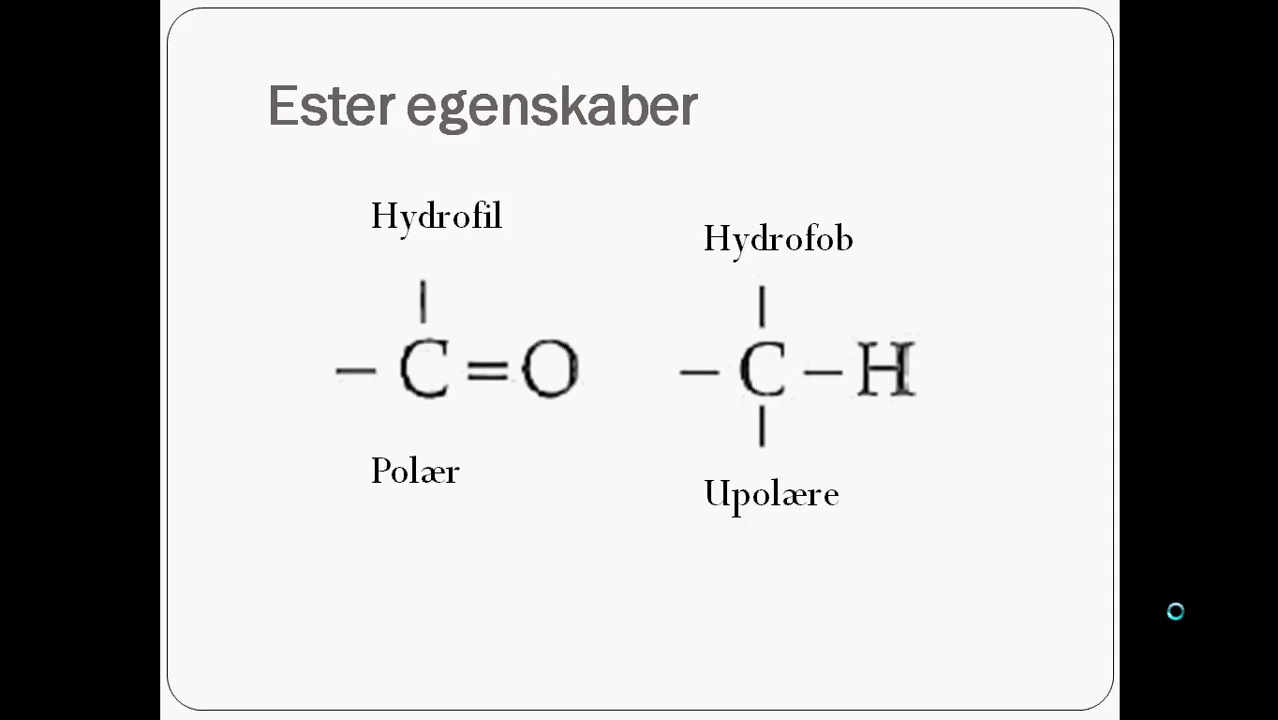 Ester egenskaber
Hydrofil
Hydrofob
– C = O
– C – H
Polær
Upolære